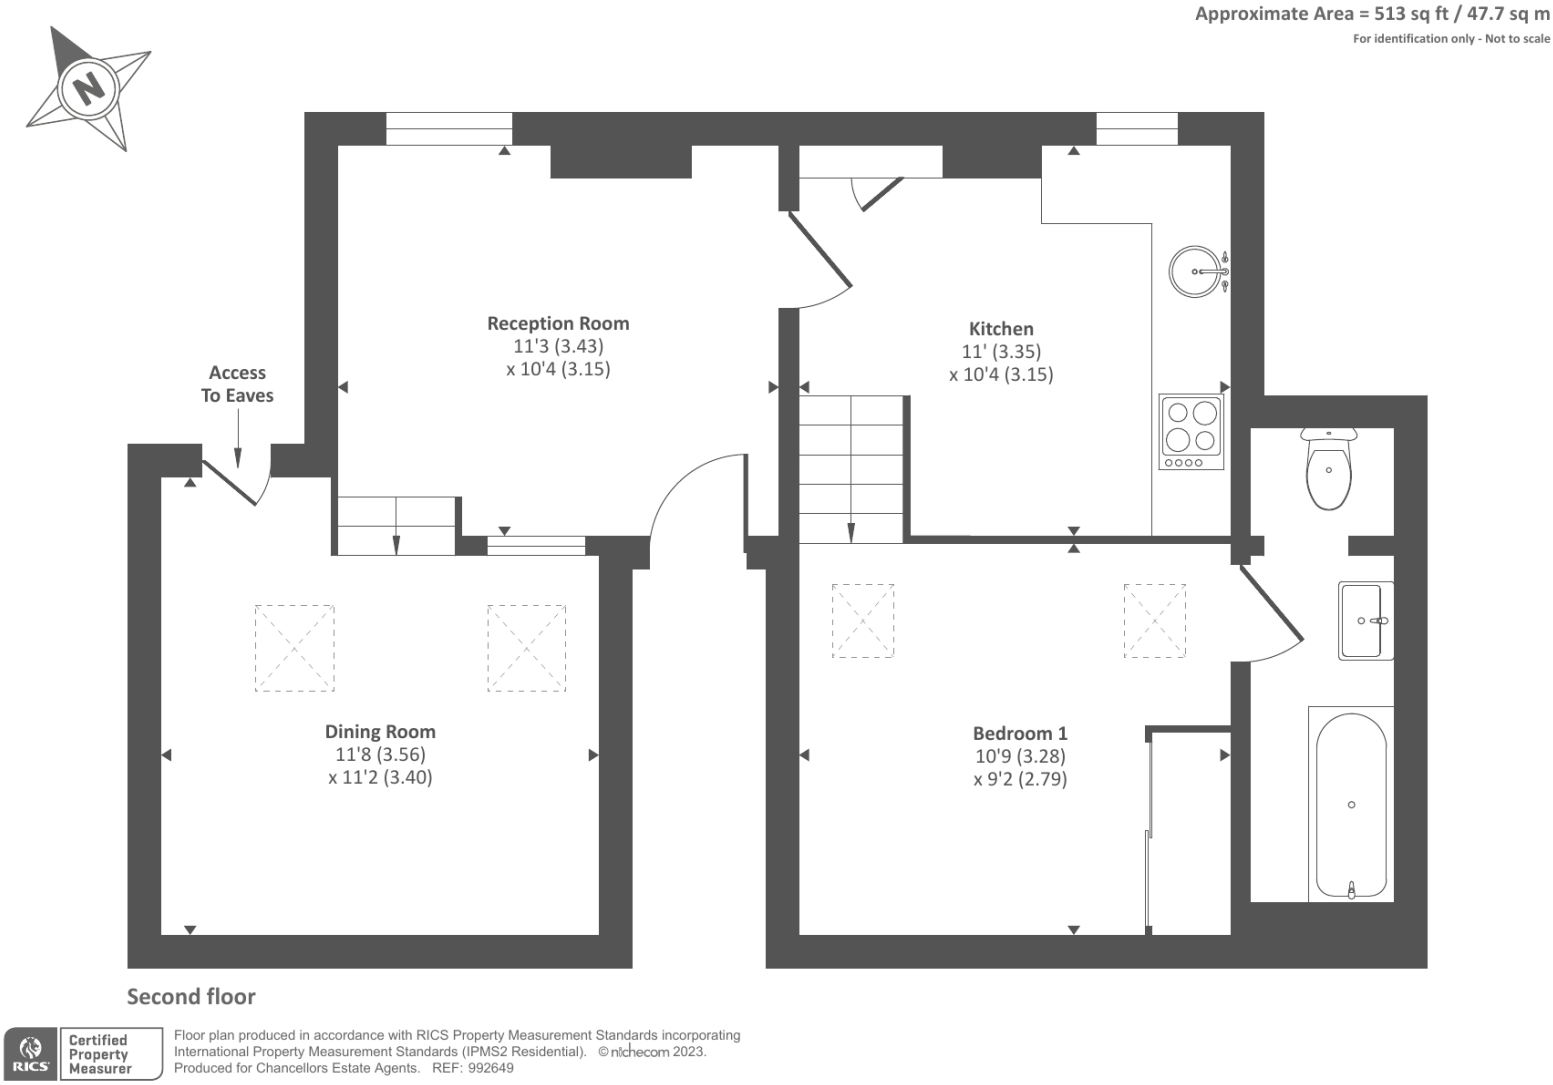 Approximate Area = 513 sq ft / 47.7 sq m
For identification only - Not to scale
N
Reception Room
11'3 (3.43)
x 10'4 (3.15)
Kitchen
11' (3.35)
x 10'4 (3.15)
Access
To Eaves
Dining Room
11'8 (3.56)
x 11'2 (3.40)
Bedroom 1
10'9 (3.28)
x 9'2 (2.79)
Second floor
RICS
Certified
Property
Measurer
Floor plan produced in accordance with RICS Property Measurement Standards incorporating
International Property Measurement Standards (IPMS2 Residential). © nichecom 2023.
Produced for Chancellors Estate Agents. REF: 992649